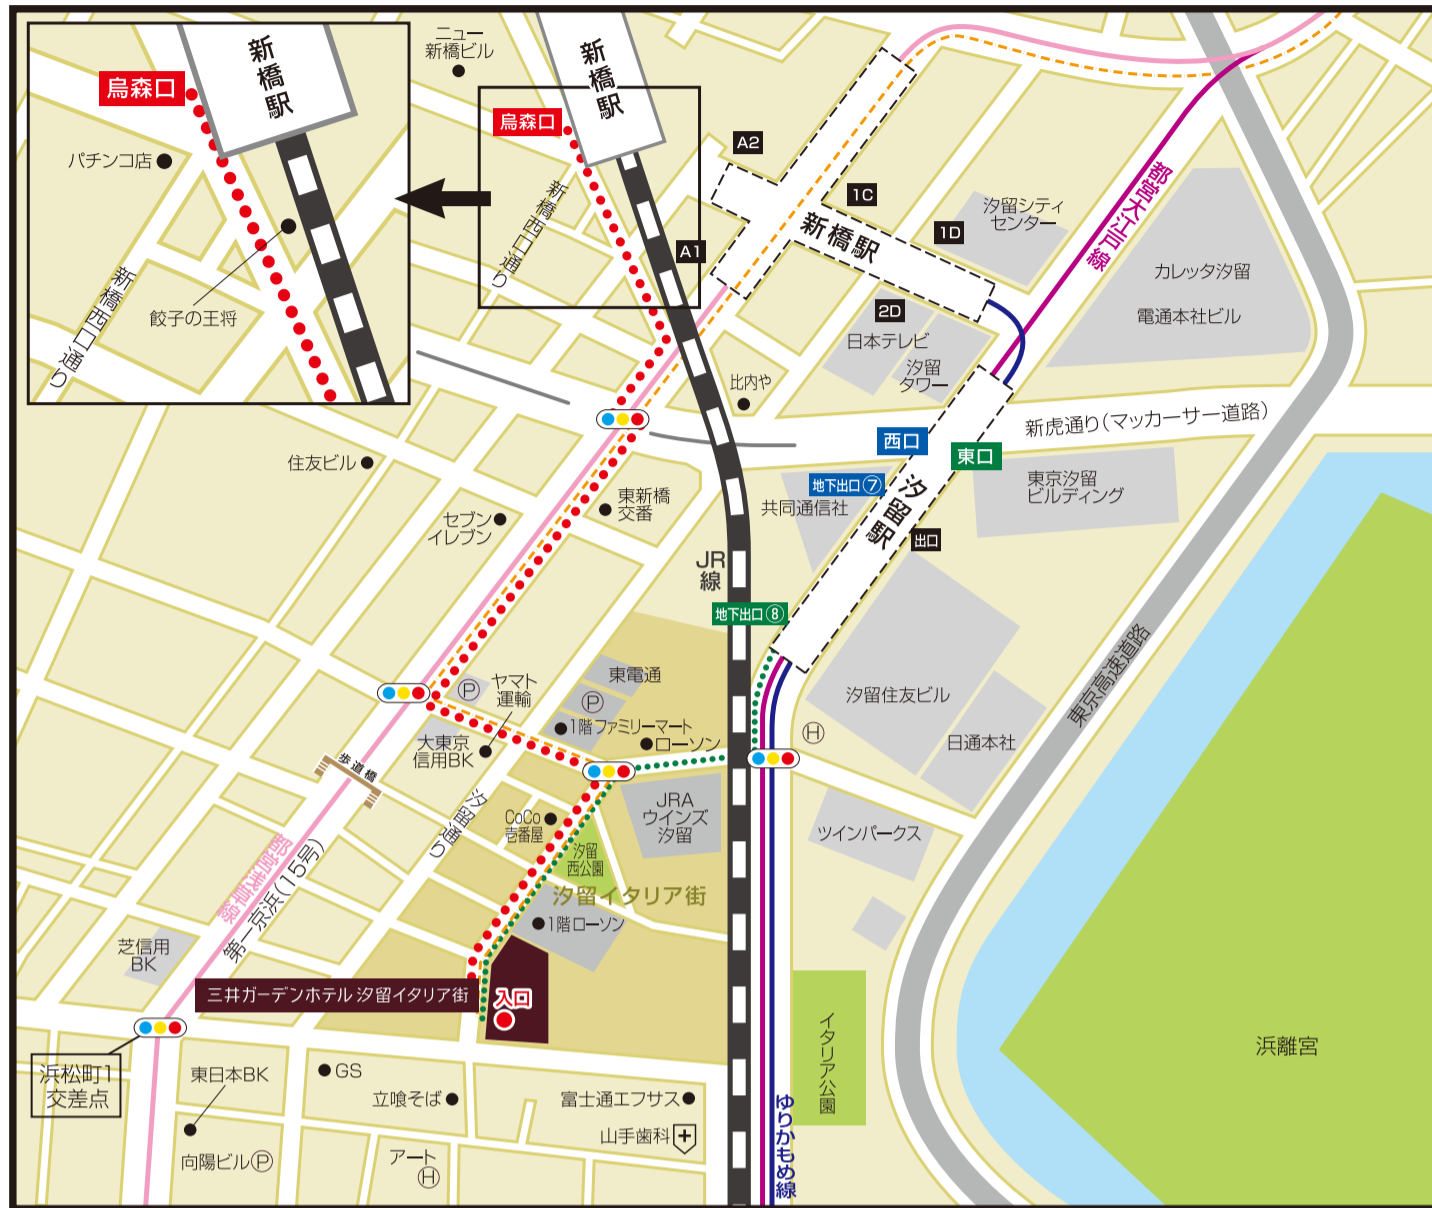 新橋駅
烏森口
パチンコ店
餃子の王将
新橋西口通り
ニュー
新橋ビル
新橋駅
烏森口
新橋西口通り
A2
A1
1C
1D
2D
新橋駅
汐留シティ
センター
都営大江戸線
カレッタ汐留
電通本社ビル
日本テレビ
汐留
タワー
比内や
新虎通り(マッカーサー道路)
西口
東口
地下出口⑦
共同通信社
汐留駅
出口
東京汐留
ビルディング
住友ビル
セブン
イレブン
東新橋
交番
JR
線
地下出口⑧
東京高速道路
汐留住友ビル
日通本社
Ⓗ
ツインパークス
東電通
Ⓟ
Ⓟ
ヤマト
運輸
1階ファミリーマート
ローソン
大東京
信用BK
歩道橋
汐留通り
CoCo
壱番屋
JRA
ウインズ
汐留
汐留
西公園
汐留イタリア街
1階ローソン
都営浅草線
第一京浜(15号)
芝信用
BK
三井ガーデンホテル 汐留イタリア街
入口
浜松町1
交差点
東日本BK
GS
立喰そば
富士通エフサス
山手歯科
向陽ビルⓅ
アート
Ⓗ
イタリア公園
ゆりかもめ線
浜離宮